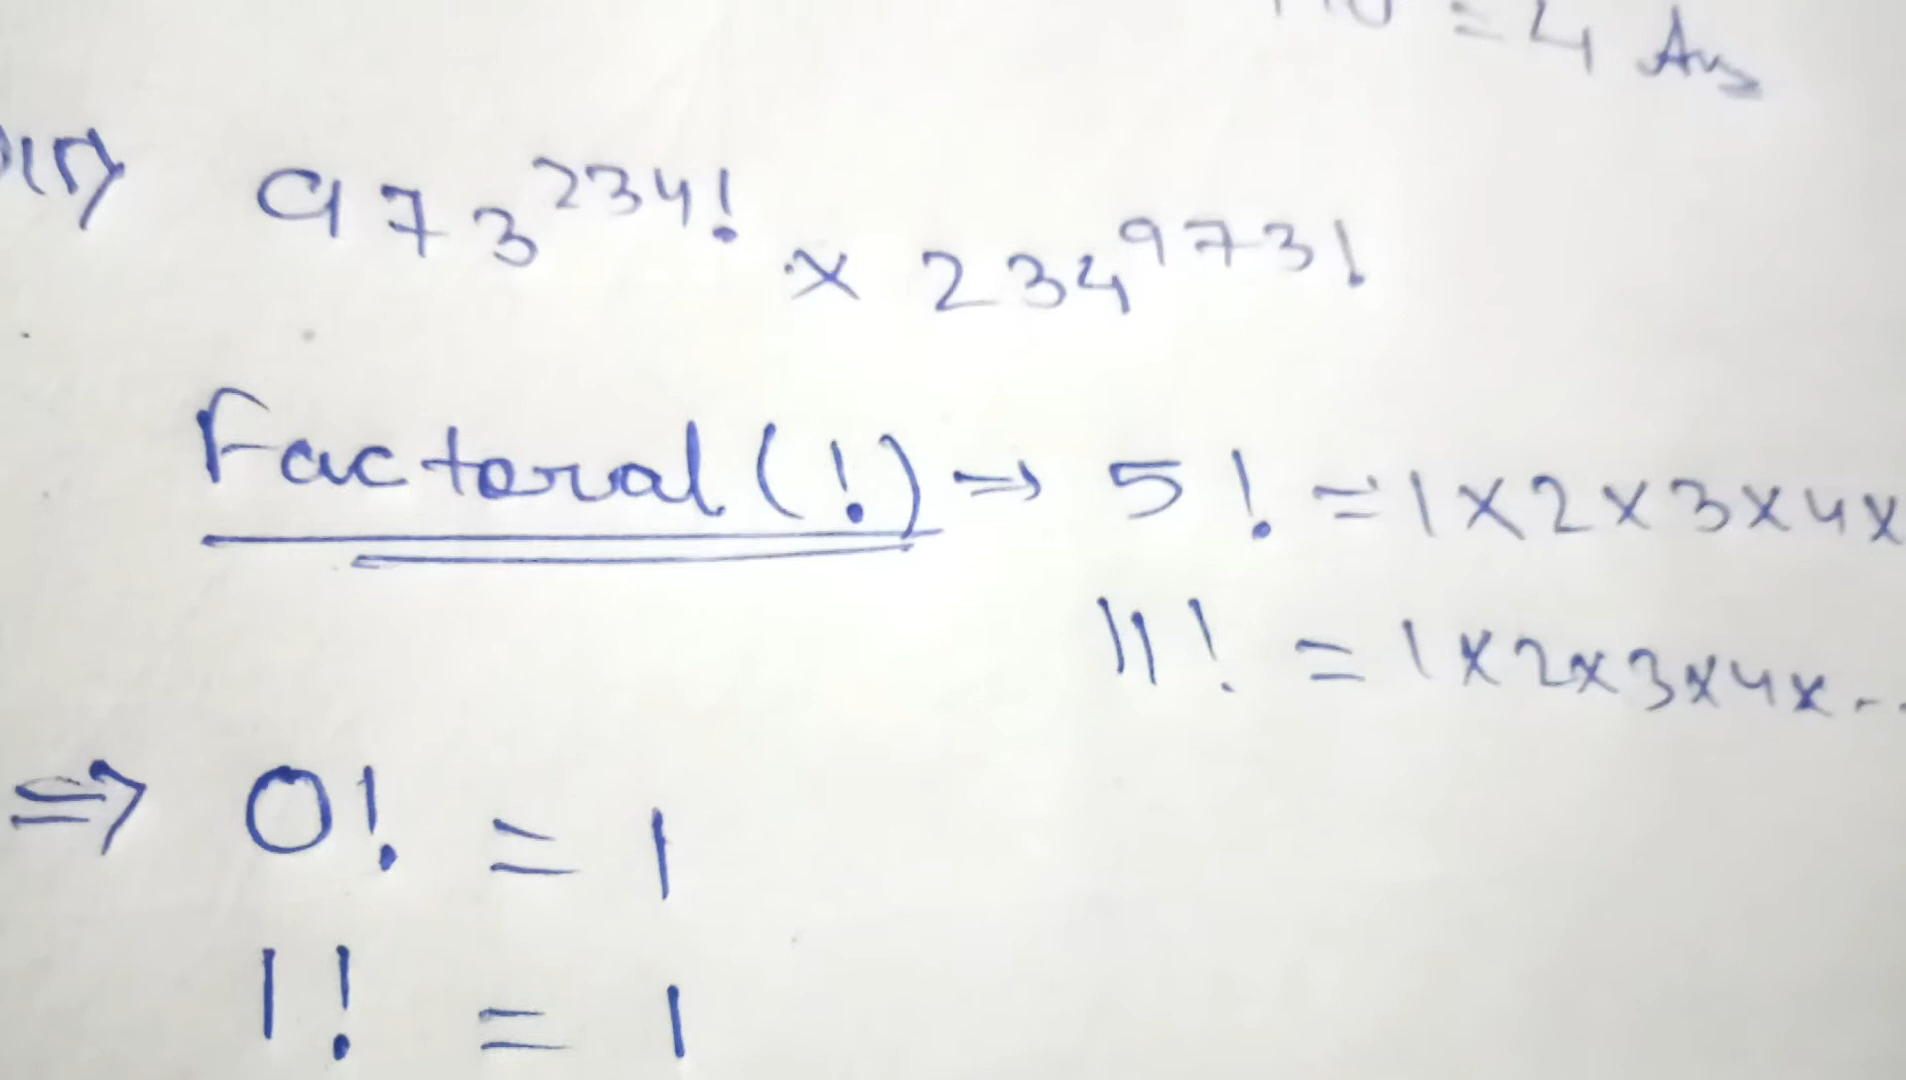 = 4 Ans
973^234! × 234^973!
Factoral (!) → 5! = 1×2×3×4×
11! = 1×2×3×4×--
⇒ 0! = 1
1! = 1